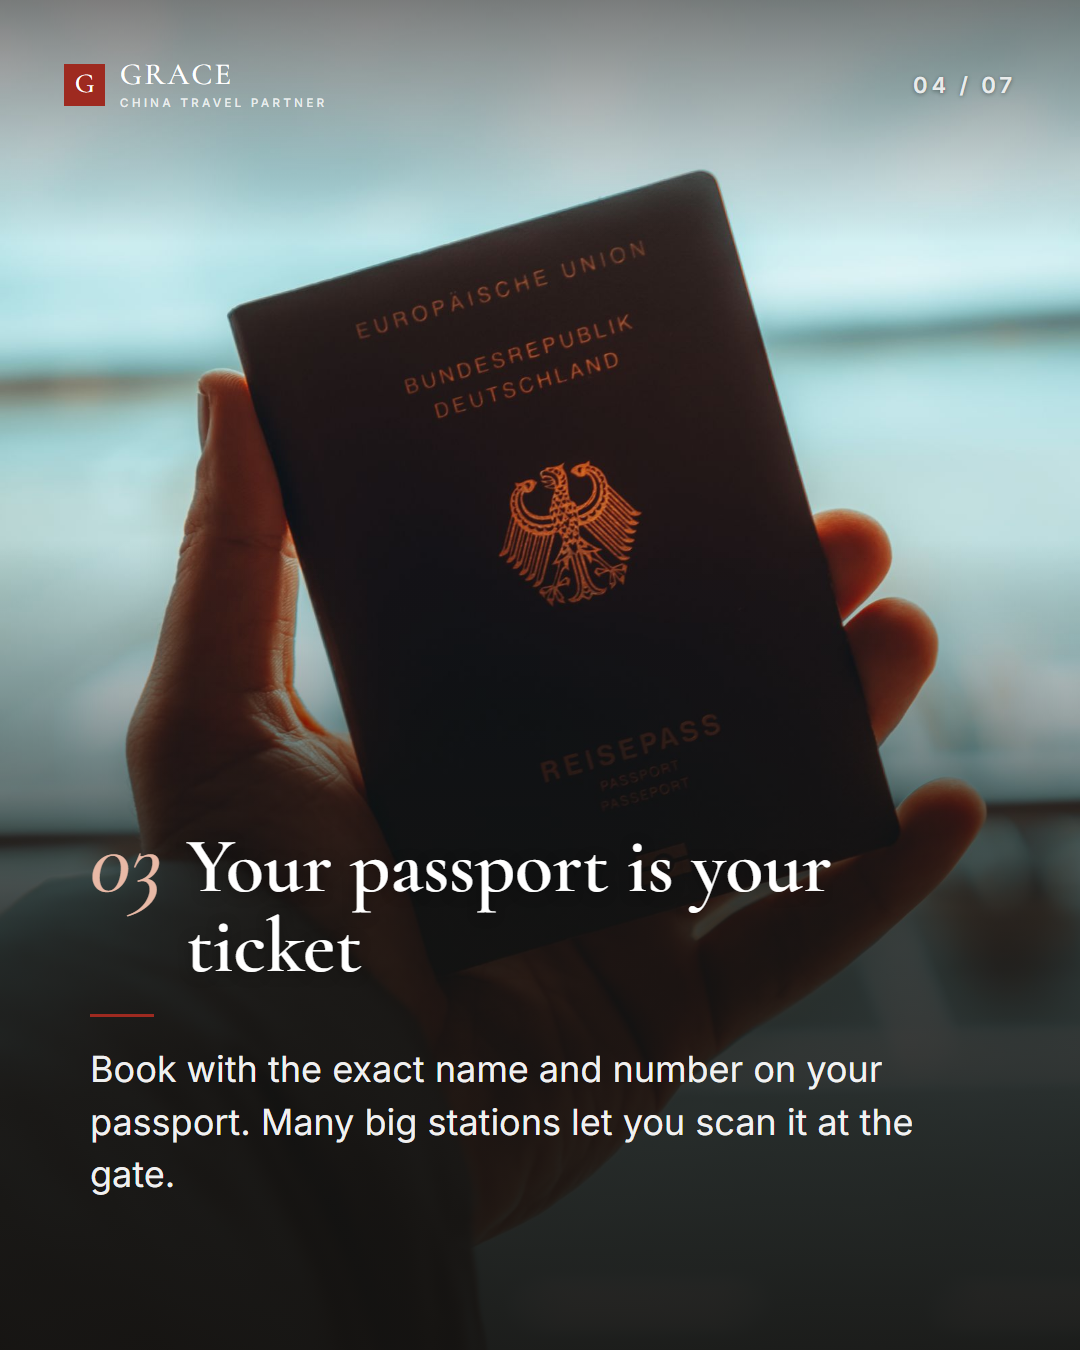 G
GRACE
CHINA TRAVEL PARTNER
04 / 07
EUROPÄISCHE UNION
BUNDESREPUBLIK
DEUTSCHLAND
REISEPASS
PASSPORT
PASSEPORT
03 Your passport is your
ticket
Book with the exact name and number on your
passport. Many big stations let you scan it at the
gate.